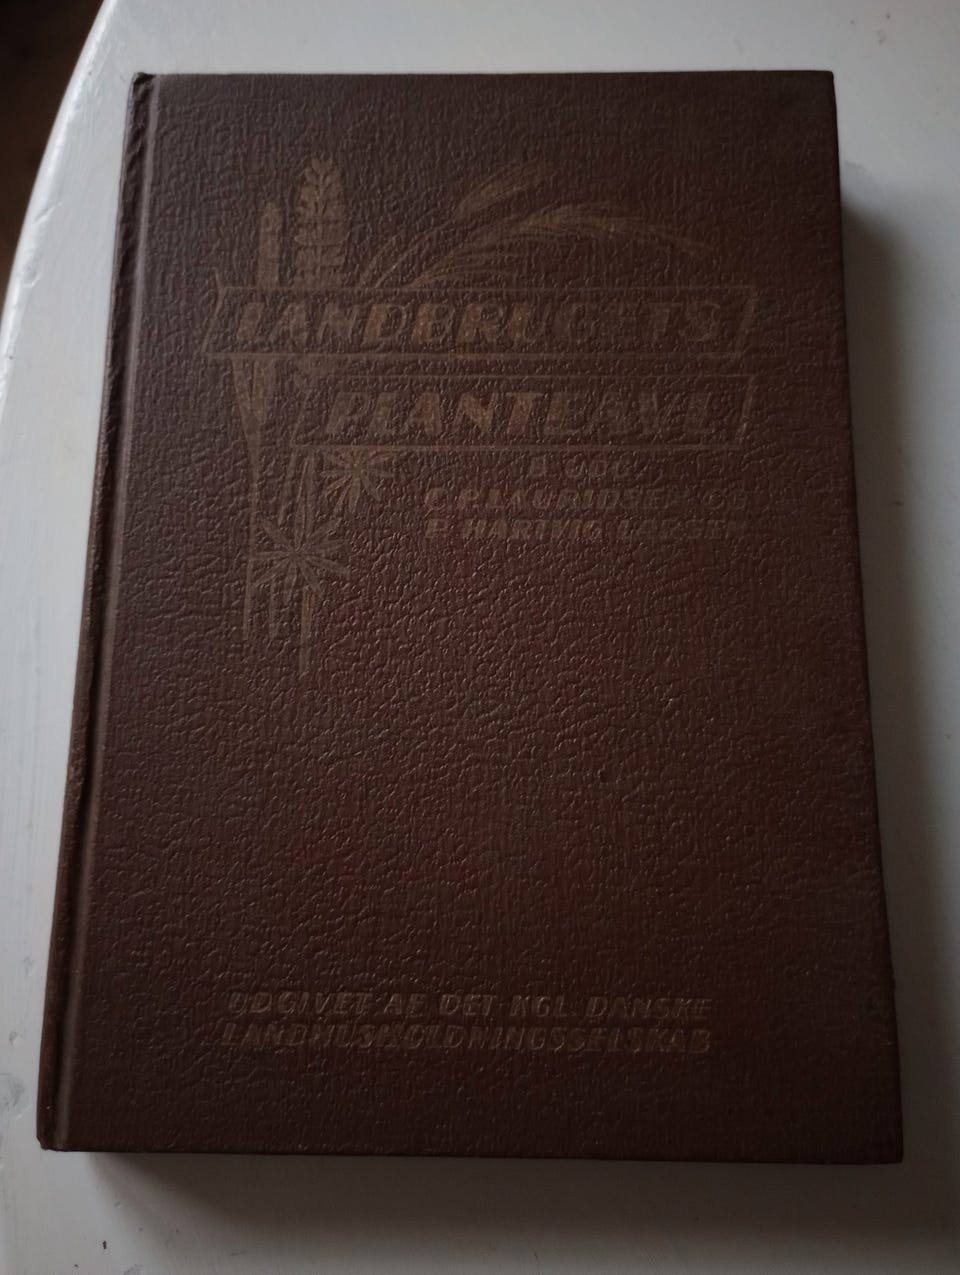 LANDBRUGETS
PLANTEAVL
C.P. LAURIDSEN OG
P. HARTVIG LARSEN
UDGIVET AF DET KGL. DANSKE
LANDHUSHOLDNINGSSELSKAB